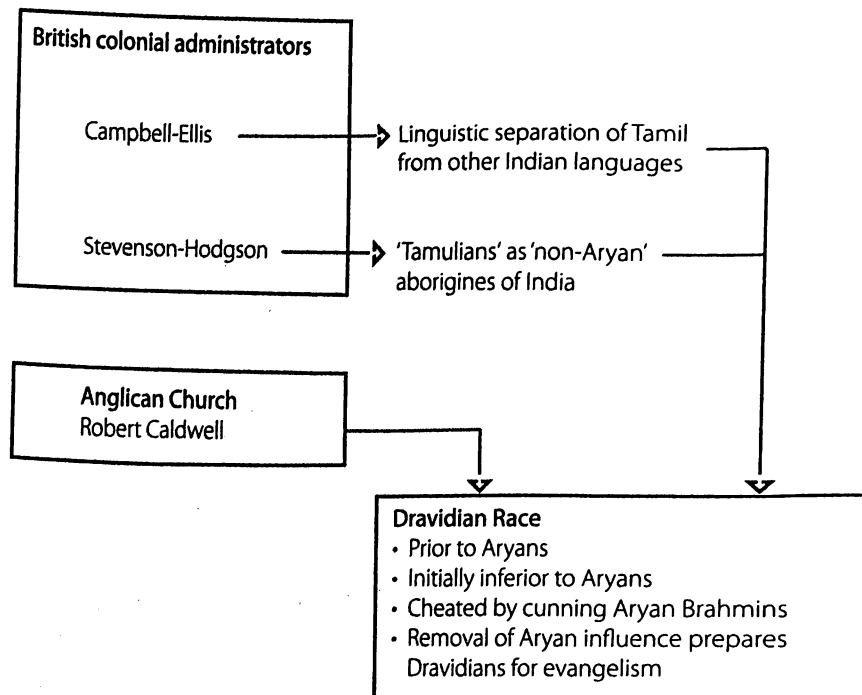 British colonial administrators
Campbell-Ellis
Linguistic separation of Tamil
from other Indian languages
Stevenson-Hodgson
'Tamulians' as 'non-Aryan'
aborigines of India
Anglican Church
Robert Caldwell
Dravidian Race
• Prior to Aryans
• Initially inferior to Aryans
• Cheated by cunning Aryan Brahmins
• Removal of Aryan influence prepares
Dravidians for evangelism